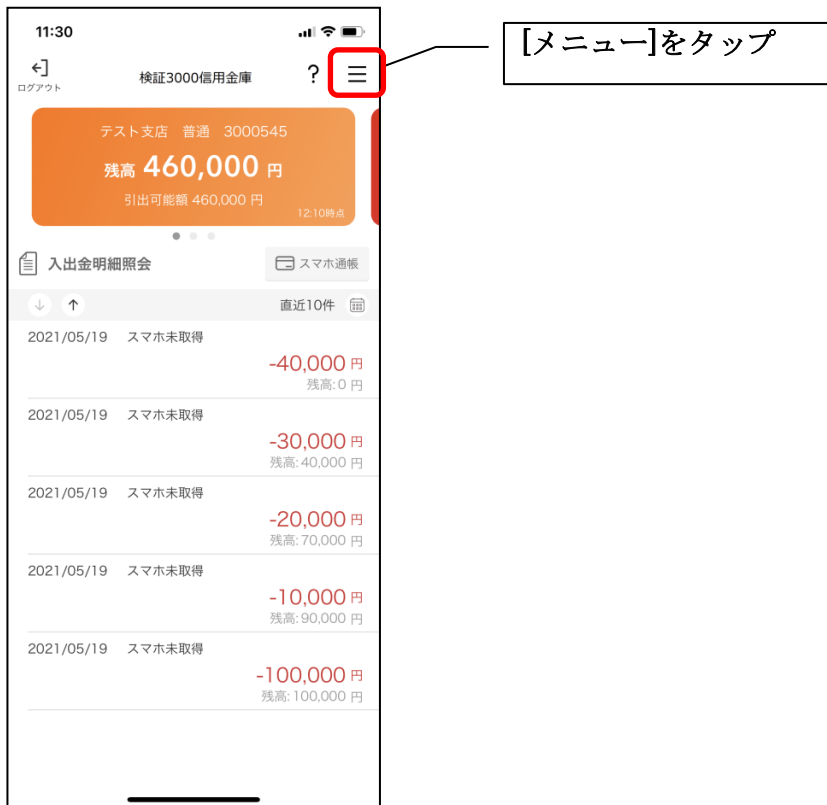 11:30
ログアウト
検証3000信用金庫
?
[メニュー]をタップ
テスト支店 普通 3000545
残高 460,000 円
引出可能額 460,000 円
12:10時点
入出金明細照会
スマホ通帳
直近10件
2021/05/19 スマホ未取得
-40,000 円
残高:0 円
2021/05/19 スマホ未取得
-30,000 円
残高:40,000 円
2021/05/19 スマホ未取得
-20,000 円
残高:70,000 円
2021/05/19 スマホ未取得
-10,000 円
残高:90,000 円
2021/05/19 スマホ未取得
-100,000 円
残高:100,000 円